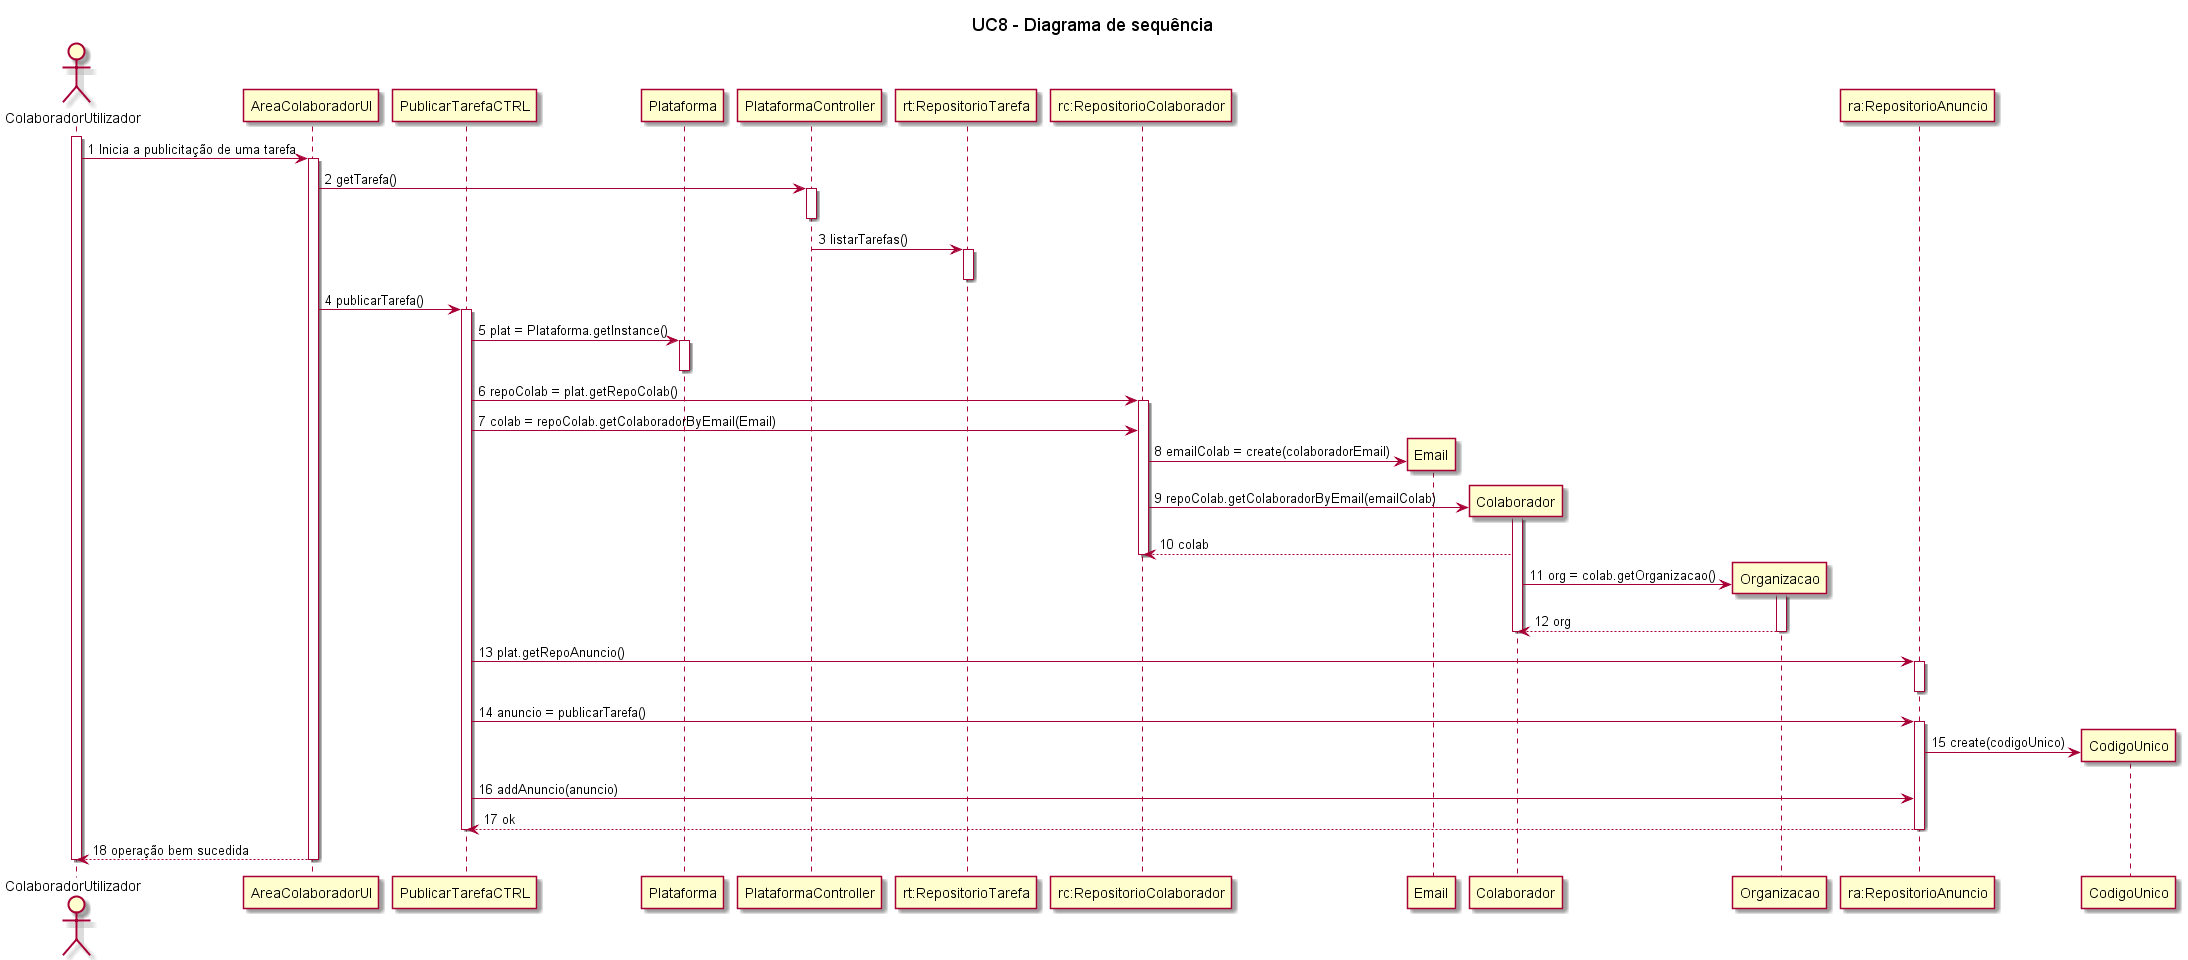 UC8 - Diagrama de sequência
ColaboradorUtilizador
AreaColaboradorUI
PublicarTarefaCTRL
Plataforma
PlataformaController
rt:RepositorioTarefa
rc:RepositorioColaborador
ra:RepositorioAnuncio
1 Inicia a publicitação de uma tarefa
2 getTarefa()
3 listarTarefas()
4 publicarTarefa()
5 plat = Plataforma.getInstance()
6 repoColab = plat.getRepoColab()
7 colab = repoColab.getColaboradorByEmail(Email)
8 emailColab = create(colaboradorEmail)
Email
9 repoColab.getColaboradorByEmail(emailColab)
Colaborador
10 colab
11 org = colab.getOrganizacao()
Organizacao
12 org
13 plat.getRepoAnuncio()
14 anuncio = publicarTarefa()
15 create(codigoUnico)
CodigoUnico
16 addAnuncio(anuncio)
17 ok
18 operação bem sucedida
ColaboradorUtilizador
AreaColaboradorUI
PublicarTarefaCTRL
Plataforma
PlataformaController
rt:RepositorioTarefa
rc:RepositorioColaborador
Email
Colaborador
Organizacao
ra:RepositorioAnuncio
CodigoUnico